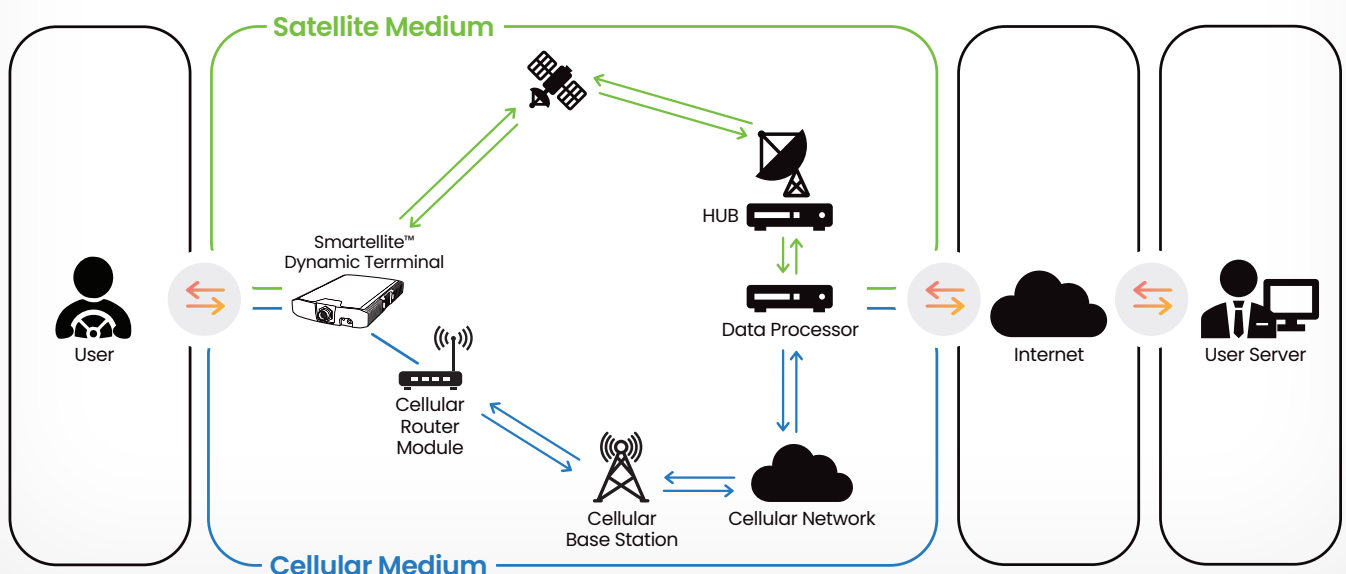 Satellite Medium
Smartellite™
Dynamic Terrminal
HUB
Data Processor
User
Internet
User Server
Cellular
Router
Module
Cellular
Base Station
Cellular Network
Cellular Medium